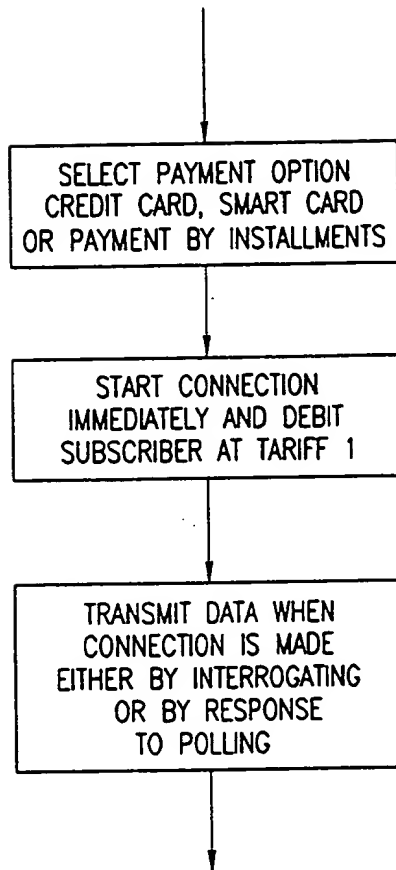 SELECT PAYMENT OPTION
CREDIT CARD, SMART CARD
OR PAYMENT BY INSTALLMENTS
START CONNECTION
IMMEDIATELY AND DEBIT
SUBSCRIBER AT TARIFF 1
TRANSMIT DATA WHEN
CONNECTION IS MADE
EITHER BY INTERROGATING
OR BY RESPONSE
TO POLLING